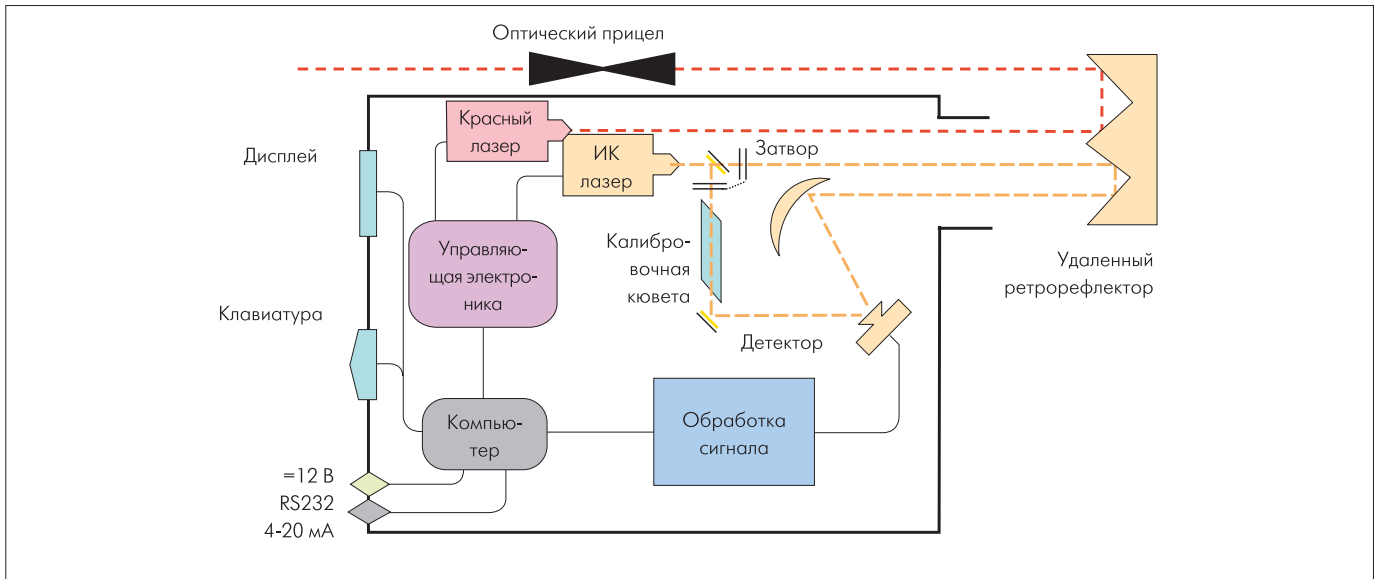 Оптический прицел
Красный
лазер
ИК
лазер
Затвор
Дисплей
Управляю-
щая электро-
ника
Калибро-
вочная
кювета
Удаленный
ретрорефлектор
Клавиатура
Детектор
Компью-
тер
Обработка
сигнала
=12 В
RS232
4-20 мА